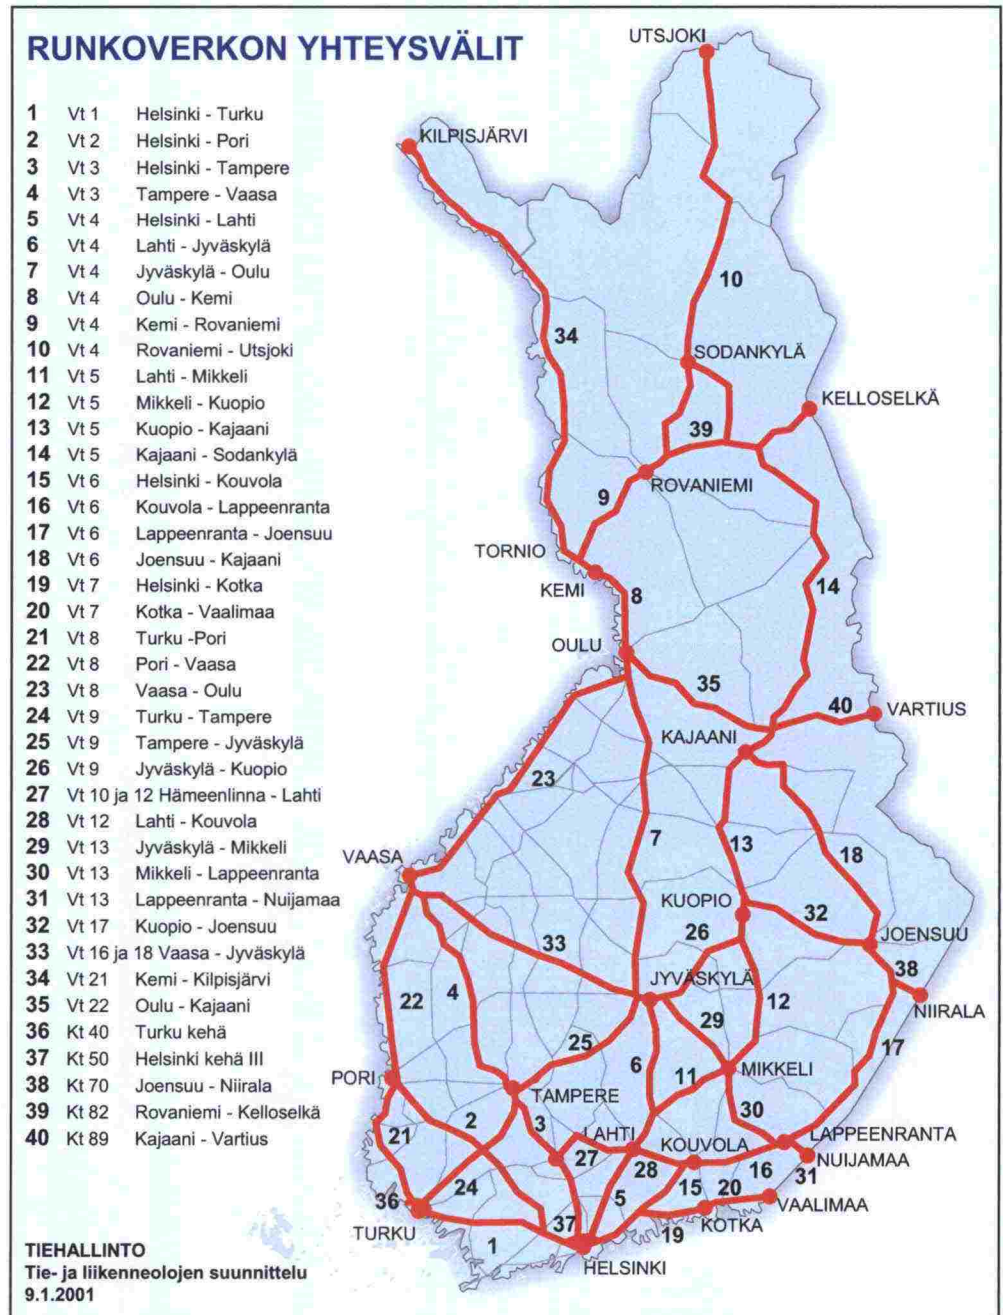 RUNKOVERKON YHTEYSVÄLIT
1 Vt 1 Helsinki - Turku
2 Vt 2 Helsinki - Pori
3 Vt 3 Helsinki - Tampere
4 Vt 3 Tampere - Vaasa
5 Vt 4 Helsinki - Lahti
6 Vt 4 Lahti - Jyväskylä
7 Vt 4 Jyväskylä - Oulu
8 Vt 4 Oulu - Kemi
9 Vt 4 Kemi - Rovaniemi
10 Vt 4 Rovaniemi - Utsjoki
11 Vt 5 Lahti - Mikkeli
12 Vt 5 Mikkeli - Kuopio
13 Vt 5 Kuopio - Kajaani
14 Vt 5 Kajaani - Sodankylä
15 Vt 6 Helsinki - Kouvola
16 Vt 6 Kouvola - Lappeenranta
17 Vt 6 Lappeenranta - Joensuu
18 Vt 6 Joensuu - Kajaani
19 Vt 7 Helsinki - Kotka
20 Vt 7 Kotka - Vaalimaa
21 Vt 8 Turku -Pori
22 Vt 8 Pori - Vaasa
23 Vt 8 Vaasa - Oulu
24 Vt 9 Turku - Tampere
25 Vt 9 Tampere - Jyväskylä
26 Vt 9 Jyväskylä - Kuopio
27 Vt 10 ja 12 Hämeenlinna - Lahti
28 Vt 12 Lahti - Kouvola
29 Vt 13 Jyväskylä - Mikkeli
30 Vt 13 Mikkeli - Lappeenranta
31 Vt 13 Lappeenranta - Nuijamaa
32 Vt 17 Kuopio - Joensuu
33 Vt 16 ja 18 Vaasa - Jyväskylä
34 Vt 21 Kemi - Kilpisjärvi
35 Vt 22 Oulu - Kajaani
36 Kt 40 Turku kehä
37 Kt 50 Helsinki kehä III
38 Kt 70 Joensuu - Niirala
39 Kt 82 Rovaniemi - Kelloselkä
40 Kt 89 Kajaani - Vartius
TIEHALLINTO
Tie- ja liikenneolojen suunnittelu
9.1.2001
UTSJOKI
KILPISJÄRVI
10
34
SODANKYLÄ
KELLOSELKÄ
39
ROVANIEMI
9
TORNIO
KEMI
8
14
OULU
35
40
VARTIUS
KAJAANI
23
7
13
18
VAASA
KUOPIO
32
26
JOENSUU
33
38
JYVÄSKYLÄ
NIIRALA
22
4
12
29
25
17
6
11
MIKKELI
PORI
TAMPERE
30
2
3
LAHTI
KOUVOLA
LAPPEENRANTA
21
27
28
NUIJAMAA
16
31
24
15
20
VAALIMAA
36
5
TURKU
37
KOTKA
19
1
HELSINKI